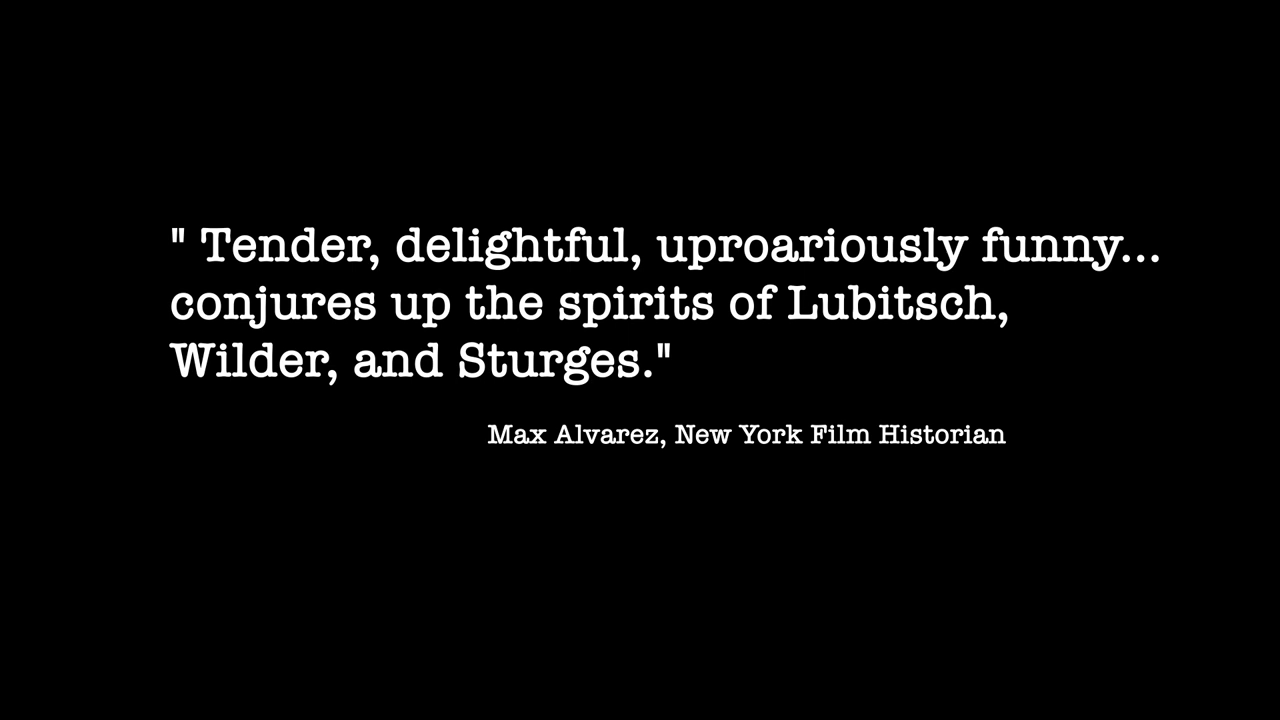 " Tender, delightful, uproariously funny...
conjures up the spirits of Lubitsch,
Wilder, and Sturges."
Max Alvarez, New York Film Historian